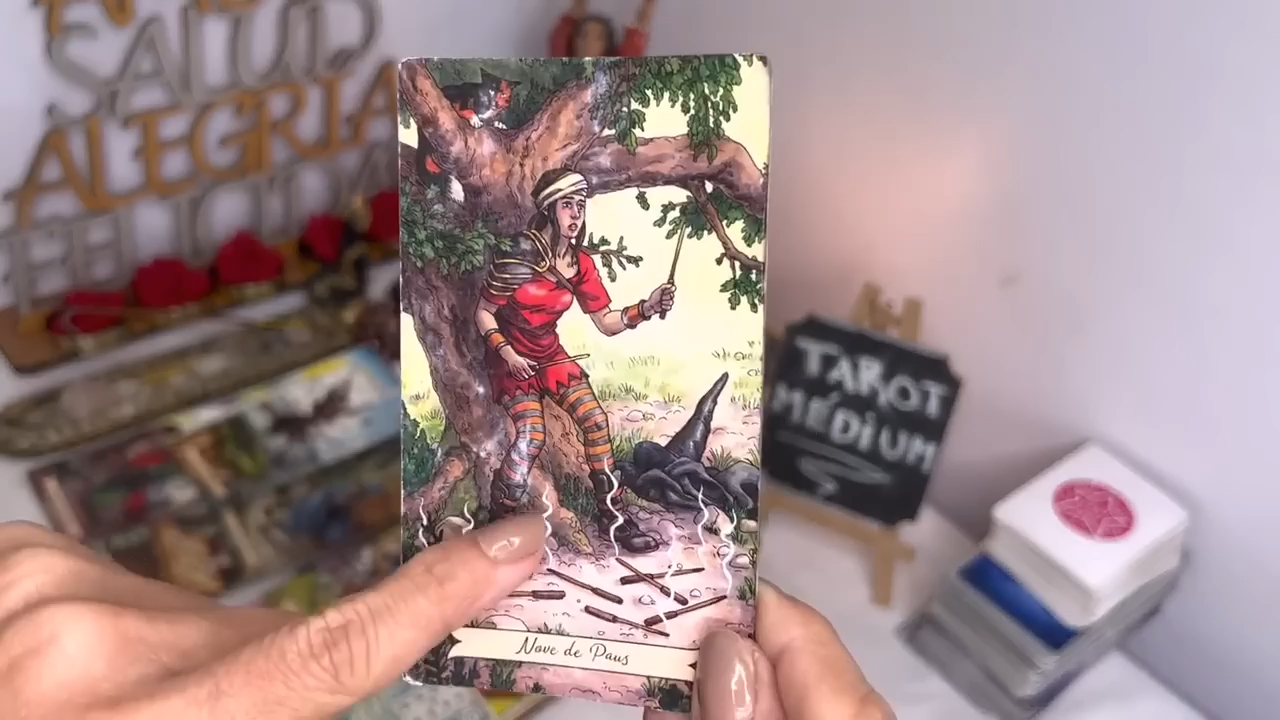 SALUD
ALEGRIA
Nove de Paus
TAROT
MÉDIUM